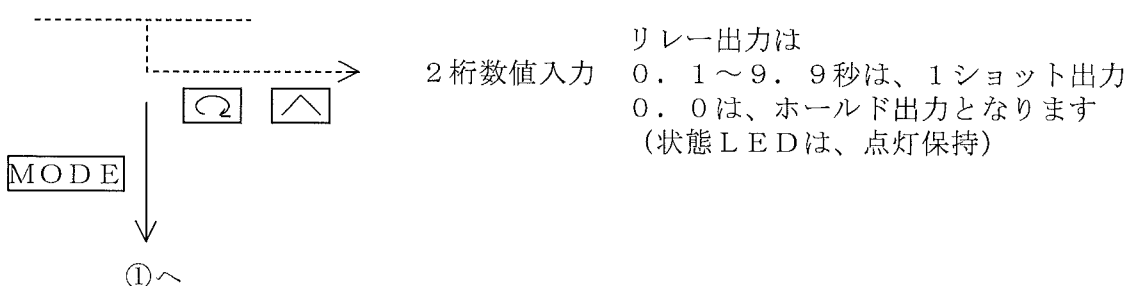 リレー出力は
2桁数値入力 0.1～9.9秒は、1ショット出力
0.0は、ホールド出力となります
(状態LEDは、点灯保持)
MODE
①へ